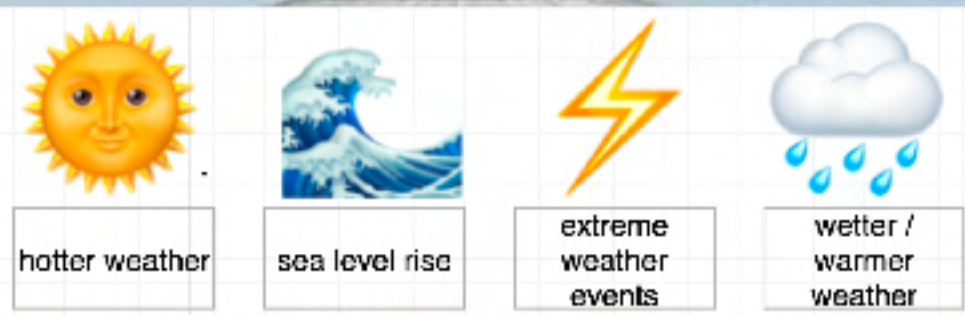 hotter weather
sea level rise
extreme
weather
events
wetter /
warmer
weather